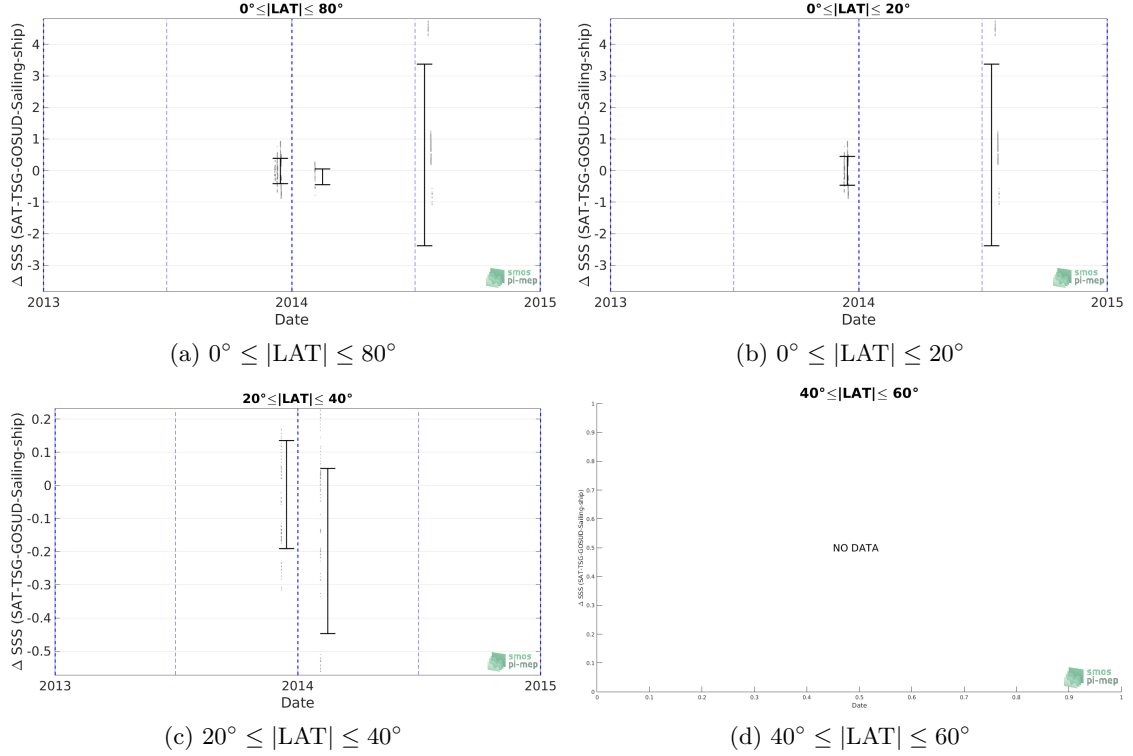 0°≤|LAT|≤ 80°
Δ SSS (SAT-TSG-GOSUD-Sailing-ship)
4
3
2
1
0
-1
-2
-3
2013
2014
2015
Date
smos
pi-mep
(a) 0° ≤ |LAT| ≤ 80°
0°≤|LAT|≤ 20°
Δ SSS (SAT-TSG-GOSUD-Sailing-ship)
4
3
2
1
0
-1
-2
-3
2013
2014
2015
Date
smos
pi-mep
(b) 0° ≤ |LAT| ≤ 20°
20°≤|LAT|≤ 40°
Δ SSS (SAT-TSG-GOSUD-Sailing-ship)
0.2
0.1
0
-0.1
-0.2
-0.3
-0.4
-0.5
2013
2014
2015
Date
smos
pi-mep
(c) 20° ≤ |LAT| ≤ 40°
40°≤|LAT|≤ 60°
Δ SSS (SAT-TSG-GOSUD-Sailing-ship)
1
0.9
0.8
0.7
0.6
0.5
0.4
0.3
0.2
0.1
0
NO DATA
0
0.1
0.2
0.3
0.4
0.5
0.6
0.7
0.8
0.9
1
Date
smos
pi-mep
(d) 40° ≤ |LAT| ≤ 60°